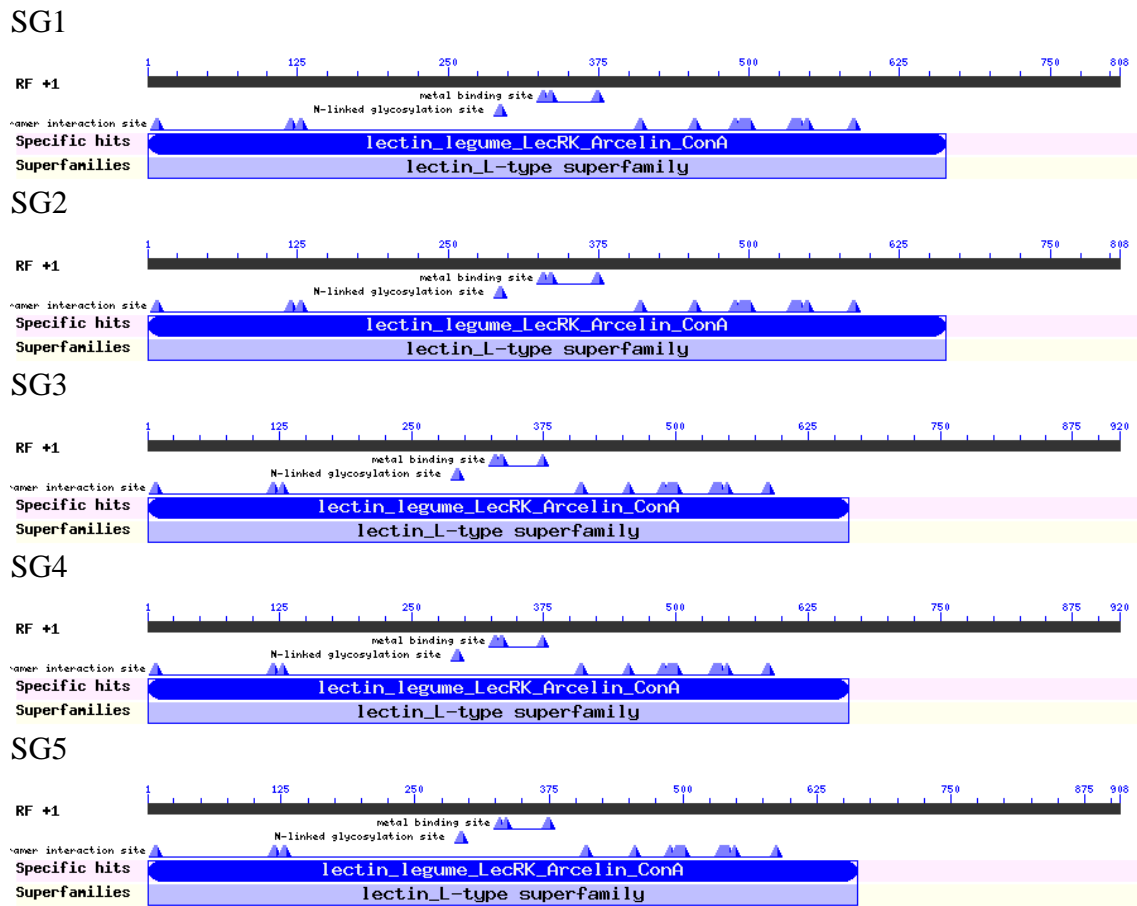 SG1
1 125 250 375 500 625 750 808
RF +1
metal binding site
N-linked glycosylation site
amer interaction site
Specific hits lectin_legume_LecRK_Arcelin_ConA
Superfamilies lectin_L-type superfamily
SG2
1 125 250 375 500 625 750 808
RF +1
metal binding site
N-linked glycosylation site
amer interaction site
Specific hits lectin_legume_LecRK_Arcelin_ConA
Superfamilies lectin_L-type superfamily
SG3
1 125 250 375 500 625 750 875 920
RF +1
metal binding site
N-linked glycosylation site
amer interaction site
Specific hits lectin_legume_LecRK_Arcelin_ConA
Superfamilies lectin_L-type superfamily
SG4
1 125 250 375 500 625 750 875 920
RF +1
metal binding site
N-linked glycosylation site
amer interaction site
Specific hits lectin_legume_LecRK_Arcelin_ConA
Superfamilies lectin_L-type superfamily
SG5
1 125 250 375 500 625 750 875 908
RF +1
metal binding site
N-linked glycosylation site
amer interaction site
Specific hits lectin_legume_LecRK_Arcelin_ConA
Superfamilies lectin_L-type superfamily